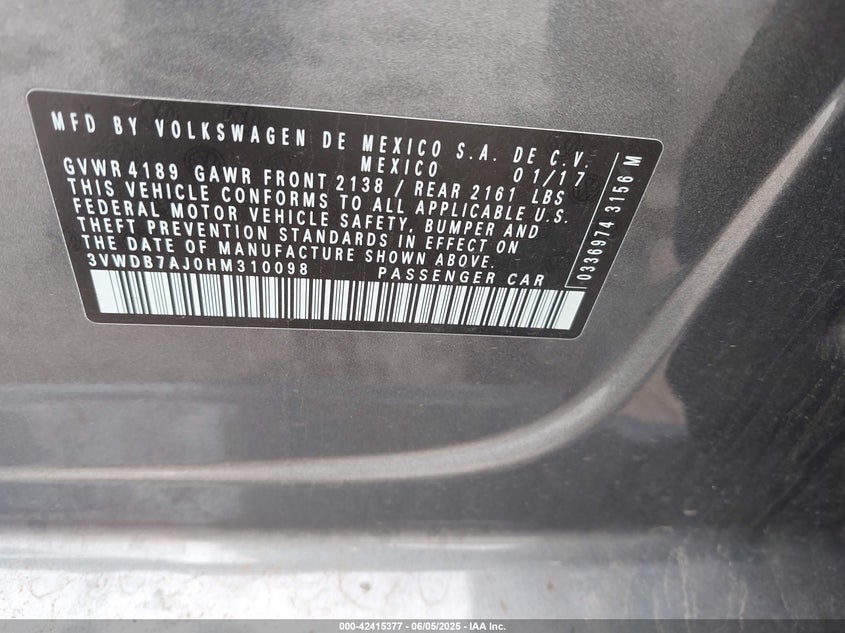 MFD BY VOLKSWAGEN DE MEXICO S.A. DE C.V.
MEXICO 01/17
GVWR 4189 GAWR FRONT 2138 / REAR 2161 LBS
THIS VEHICLE CONFORMS TO ALL APPLICABLE U.S.
FEDERAL MOTOR VEHICLE SAFETY, BUMPER AND
THEFT PREVENTION STANDARDS IN EFFECT ON
THE DATE OF MANUFACTURE SHOWN ABOVE.
3VWDB7AJ0HM310098 PASSENGER CAR
0336974 3156 M
000-42415377 - 06/05/2025 - IAA Inc.